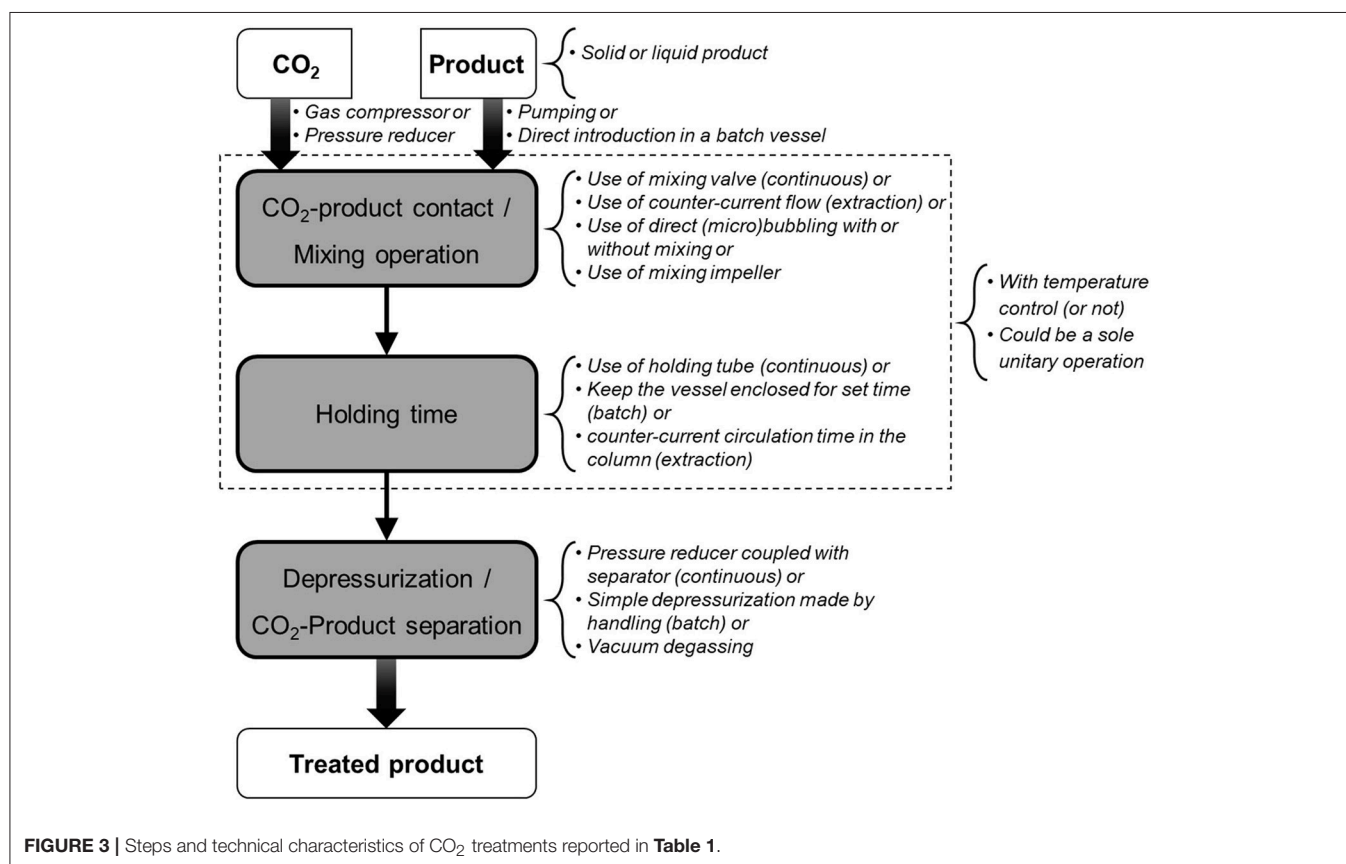 CO₂
Product
• Solid or liquid product
• Gas compressor or
• Pressure reducer
• Pumping or
• Direct introduction in a batch vessel
CO₂-product contact /
Mixing operation
• Use of mixing valve (continuous) or
• Use of counter-current flow (extraction) or
• Use of direct (micro)bubbling with or
without mixing or
• Use of mixing impeller
• With temperature
control (or not)
• Could be a sole
unitary operation
Holding time
• Use of holding tube (continuous) or
• Keep the vessel enclosed for set time
(batch) or
• counter-current circulation time in the
column (extraction)
Depressurization /
CO₂-Product separation
• Pressure reducer coupled with
separator (continuous) or
• Simple depressurization made by
handling (batch) or
• Vacuum degassing
Treated product
FIGURE 3 | Steps and technical characteristics of CO₂ treatments reported in Table 1.